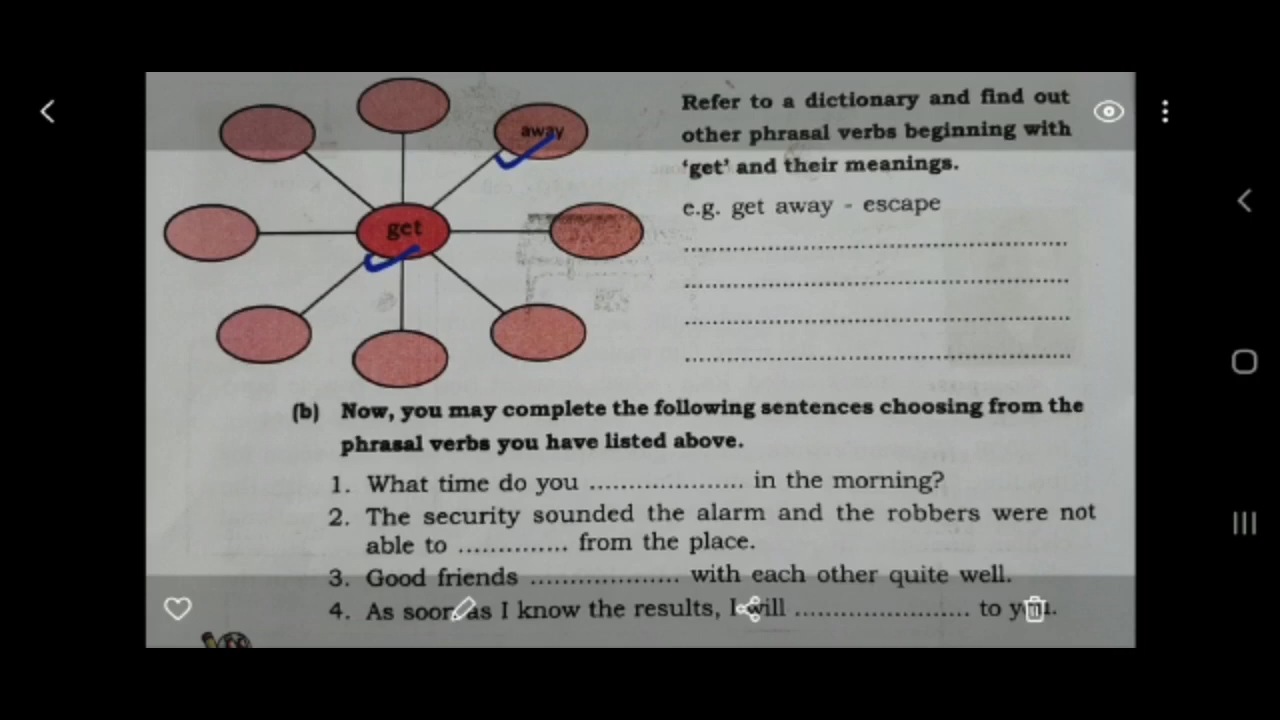 away
get
Refer to a dictionary and find out
other phrasal verbs beginning with
‘get’ and their meanings.
e.g. get away - escape
(b) Now, you may complete the following sentences choosing from the
phrasal verbs you have listed above.
1. What time do you .................... in the morning?
2. The security sounded the alarm and the robbers were not
able to .............. from the place.
3. Good friends ................... with each other quite well.
4. As soon as I know the results, I will ...................... to you.